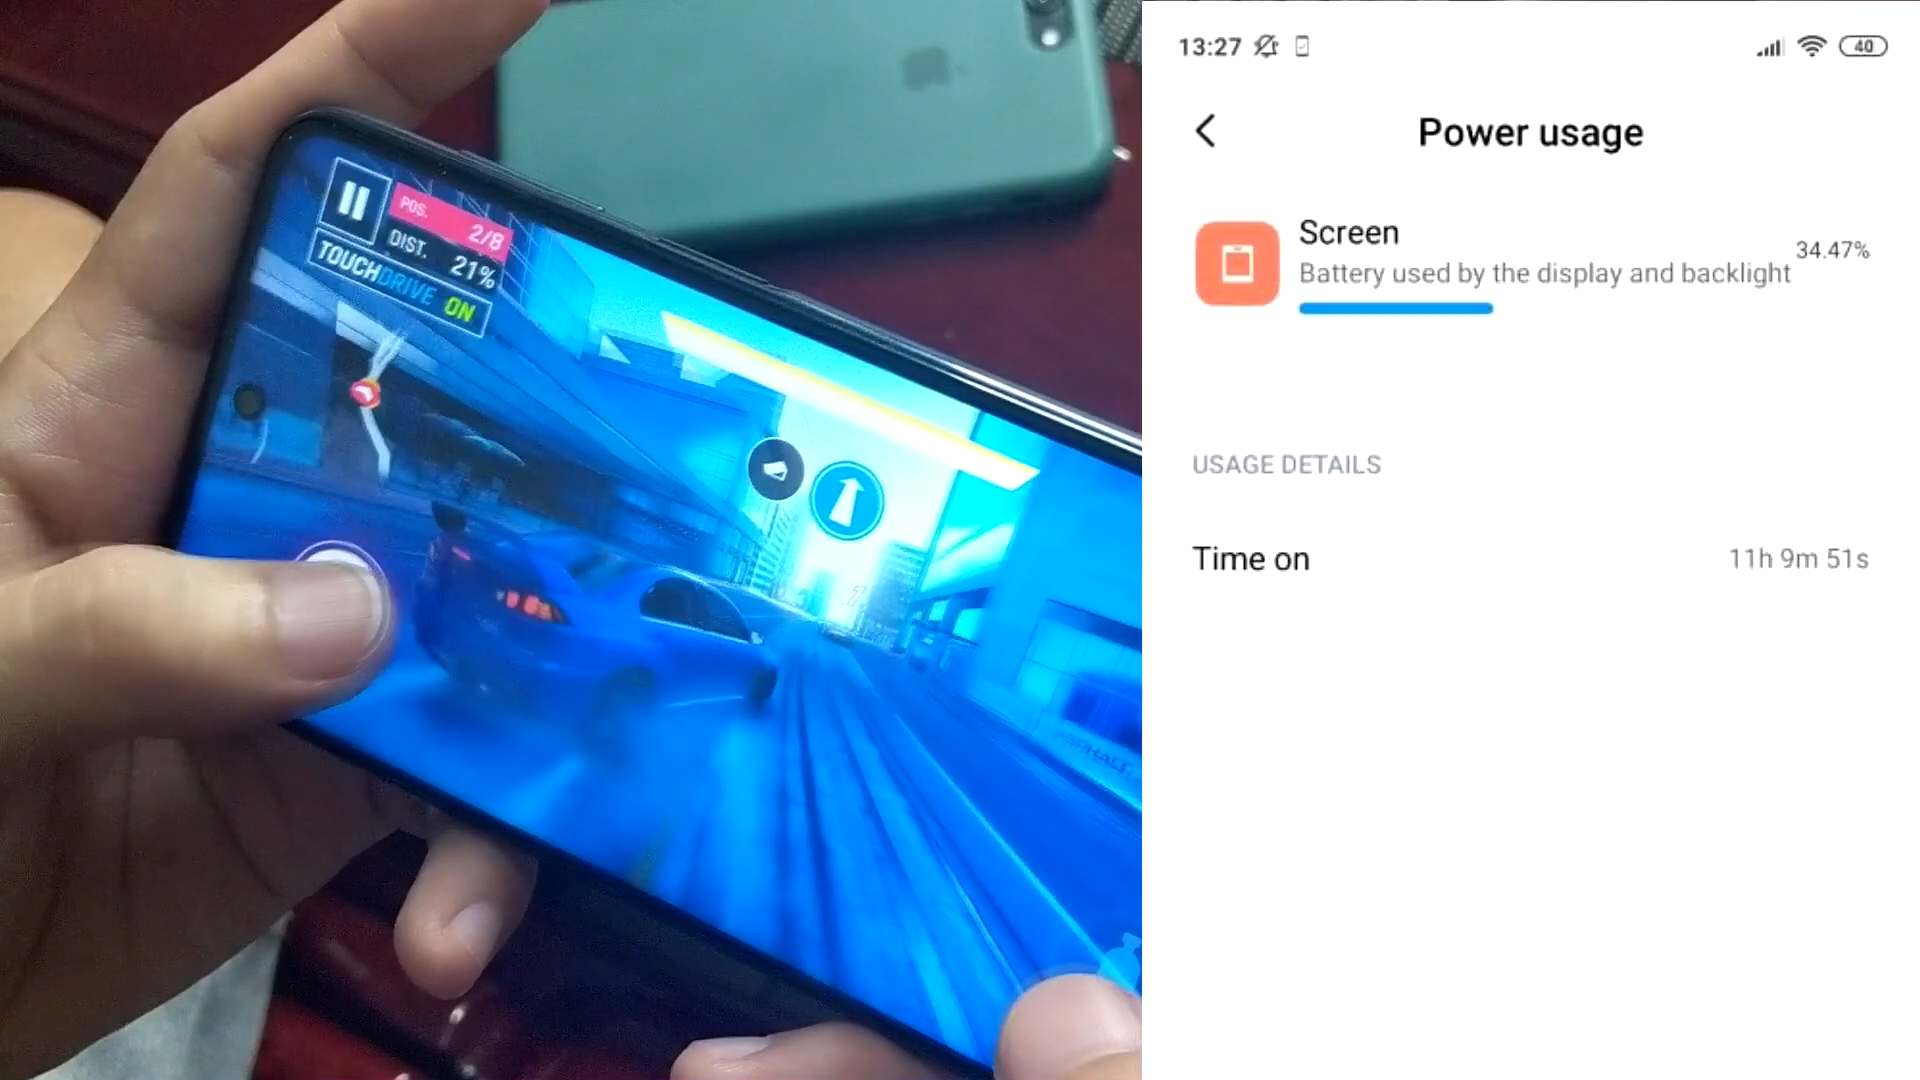 POS.
2/8
DIST.
21%
TOUCHDRIVE ON
ASPHALT
13:27
40
Power usage
Screen
34.47%
Battery used by the display and backlight
USAGE DETAILS
Time on
11h 9m 51s